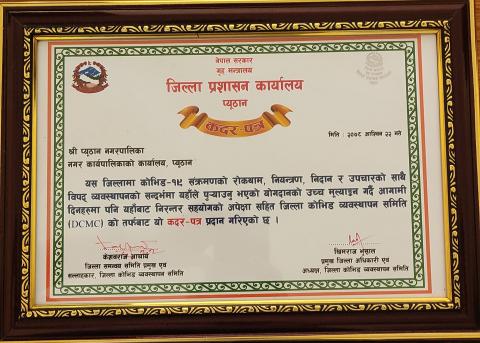 नेपाल सरकार
गृह मन्त्रालय
जिल्ला प्रशासन कार्यालय
प्यूठान
कदर-पत्र
मिति : २०७८ आश्विन २२ गते
श्री प्यूठान नगरपालिका
नगर कार्यपालिकाको कार्यालय, प्यूठान
यस जिल्लामा कोभिड-१९ संक्रमणको रोकथाम, नियन्त्रण, निदान र उपचारको साथै
विपद् व्यवस्थापनको सन्दर्भमा यहाँले पुऱ्याउनु भएको योगदानको उच्च मूल्याङ्कन गर्दै आगामी
दिनहरूमा पनि यहाँबाट निरन्तर सहयोगको अपेक्षा सहित जिल्ला कोभिड व्यवस्थापन समिति
(DCMC) को तर्फबाट यो कदर-पत्र प्रदान गरिएको छ ।
केशवराज आचार्य
जिल्ला समन्वय समिति प्रमुख एवं
सल्लाहकार, जिल्ला कोभिड व्यवस्थापन समिति
भिमराज भुसाल
प्रमुख जिल्ला अधिकारी एवं
अध्यक्ष, जिल्ला कोभिड व्यवस्थापन समिति